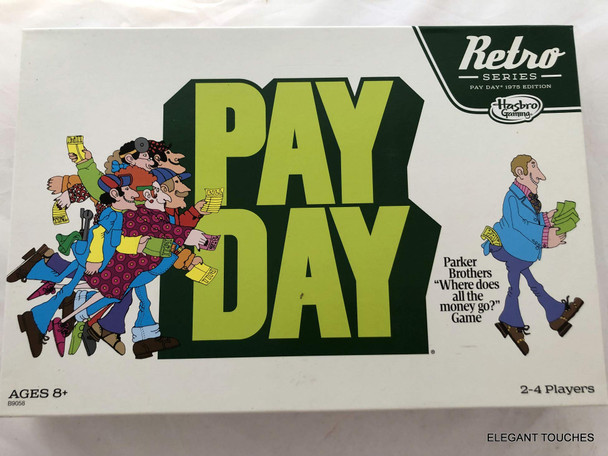 Retro
SERIES
PAY DAY® 1975 EDITION
Hasbro
Gaming
PAY
DAY
Parker
Brothers
"Where does
all the
money go?"
Game
AGES 8+
B9058
2-4 Players
ELEGANT TOUCHES